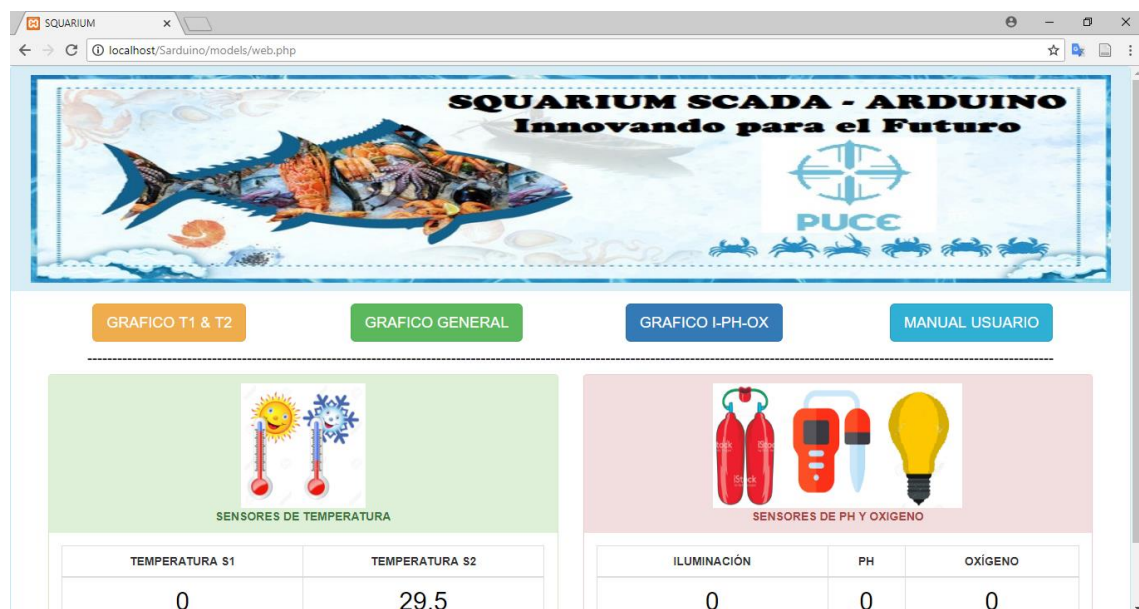 SQUARIUM
localhost/Sarduino/models/web.php
SQUARIUM SCADA - ARDUINO
Innovando para el Futuro
PUCE
GRAFICO T1 & T2
GRAFICO GENERAL
GRAFICO I-PH-OX
MANUAL USUARIO
iStock
SENSORES DE TEMPERATURA
SENSORES DE PH Y OXIGENO
TEMPERATURA S1
TEMPERATURA S2
ILUMINACIÓN
PH
OXÍGENO
0
29.5
0
0
0